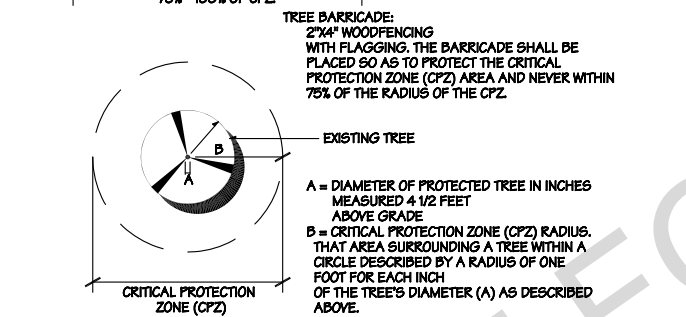 TREE BARRICADE:
2"X4" WOODFENCING
WITH FLAGGING. THE BARRICADE SHALL BE
PLACED SO AS TO PROTECT THE CRITICAL
PROTECTION ZONE (CPZ) AREA AND NEVER WITHIN
75% OF THE RADIUS OF THE CPZ.
EXISTING TREE
B
A
A = DIAMETER OF PROTECTED TREE IN INCHES
MEASURED 4 1/2 FEET
ABOVE GRADE
B = CRITICAL PROTECTION ZONE (CPZ) RADIUS.
THAT AREA SURROUNDING A TREE WITHIN A
CIRCLE DESCRIBED BY A RADIUS OF ONE
FOOT FOR EACH INCH
OF THE TREE'S DIAMETER (A) AS DESCRIBED
ABOVE.
CRITICAL PROTECTION
ZONE (CPZ)